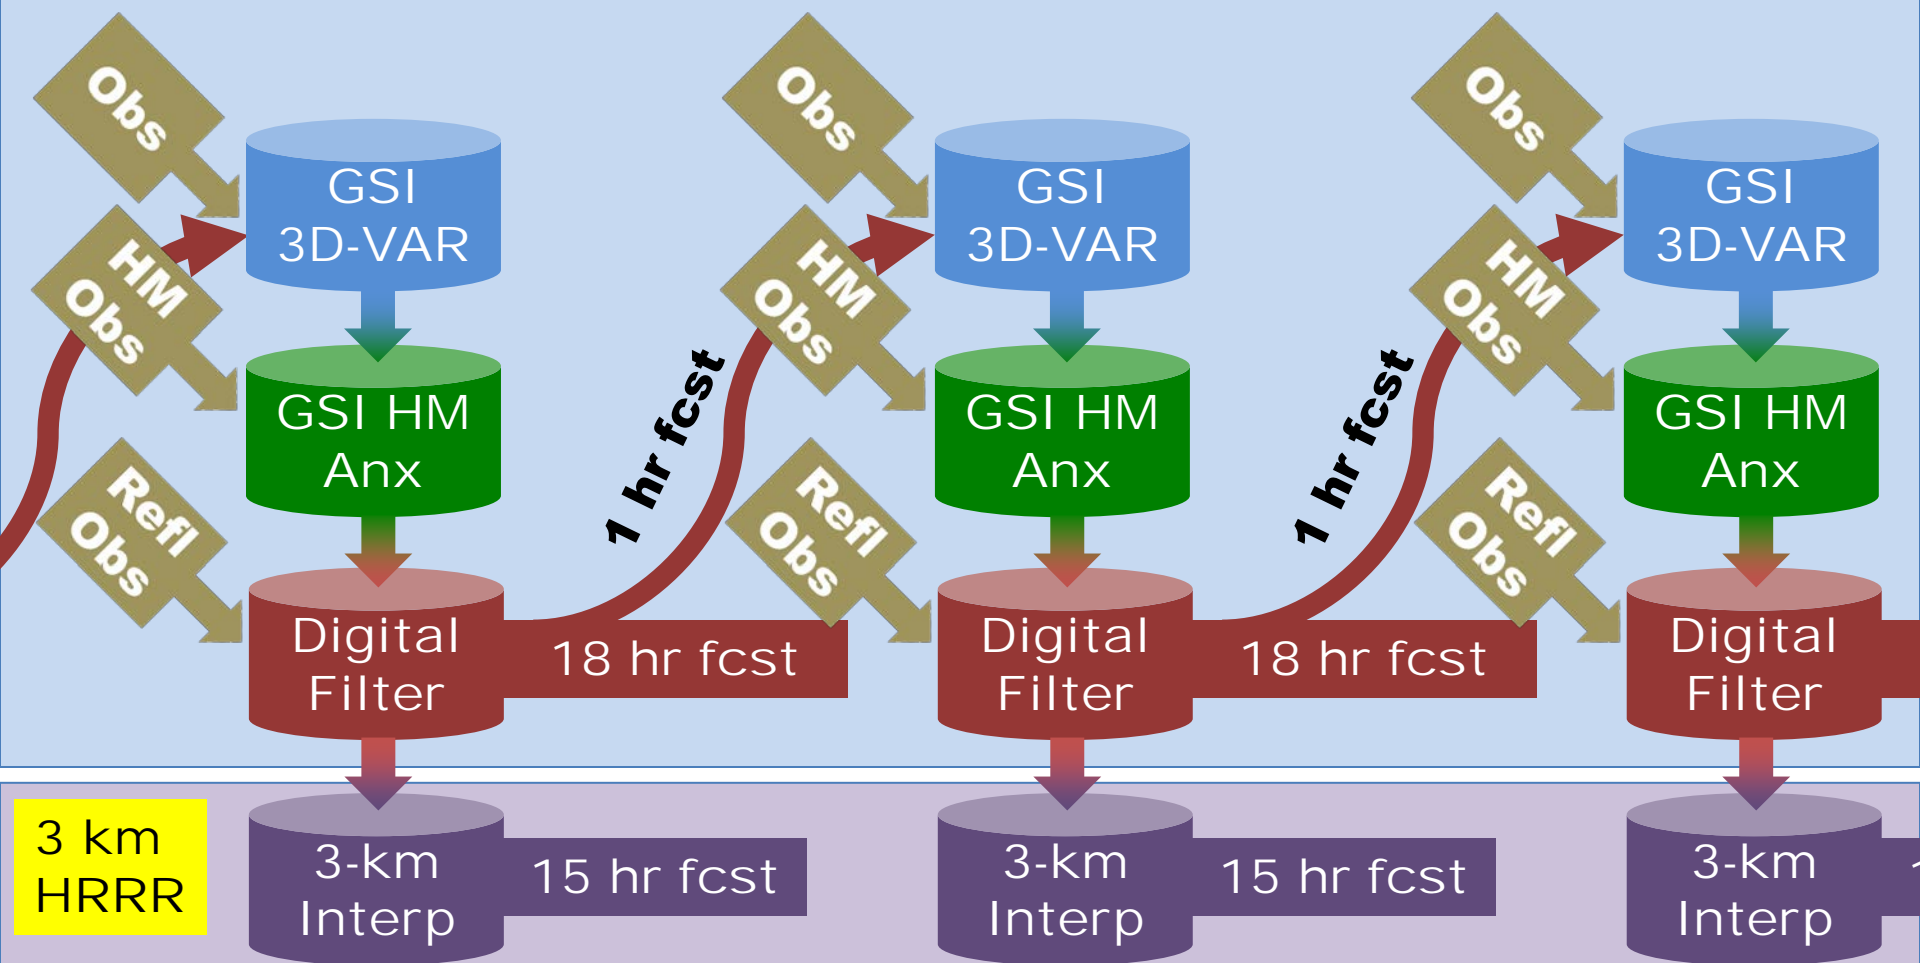 Obs
GSI
3D-VAR
HM
Obs
GSI HM
Anx
Refl
Obs
Digital
Filter
1 hr fcst
18 hr fcst
Obs
GSI
3D-VAR
HM
Obs
GSI HM
Anx
Refl
Obs
Digital
Filter
1 hr fcst
18 hr fcst
Obs
GSI
3D-VAR
HM
Obs
GSI HM
Anx
Refl
Obs
Digital
Filter
3 km
HRRR
3-km
Interp
15 hr fcst
3-km
Interp
15 hr fcst
3-km
Interp